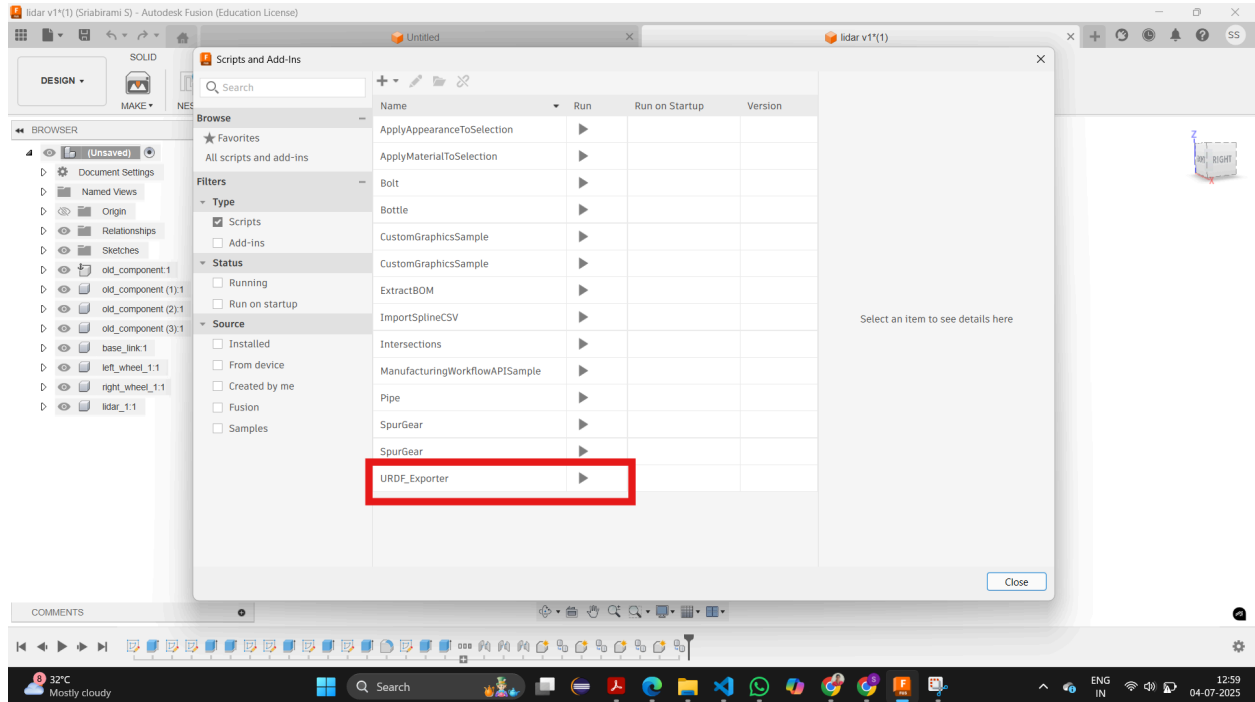 lidar v1*(1) (Sriabirami S) - Autodesk Fusion (Education License)
Untitled
lidar v1*(1)
SS
SOLID
DESIGN
MAKE
NES
Scripts and Add-Ins
Search
Name Run Run on Startup Version
Browse
Favorites
All scripts and add-ins
Filters
Type
Scripts
Add-ins
Status
Running
Run on startup
Source
Installed
From device
Created by me
Fusion
Samples
ApplyAppearanceToSelection
ApplyMaterialToSelection
Bolt
Bottle
CustomGraphicsSample
CustomGraphicsSample
ExtractBOM
ImportSplineCSV
Intersections
ManufacturingWorkflowAPISample
Pipe
SpurGear
SpurGear
URDF_Exporter
Select an item to see details here
Close
BROWSER
(Unsaved)
Document Settings
Named Views
Origin
Relationships
Sketches
old_component:1
old_component (1):1
old_component (2):1
old_component (3):1
base_link:1
left_wheel_1:1
right_wheel_1:1
lidar_1:1
Z
RIGHT
X
COMMENTS
8
32°C
Mostly cloudy
Search
ENG
IN
12:59
04-07-2025